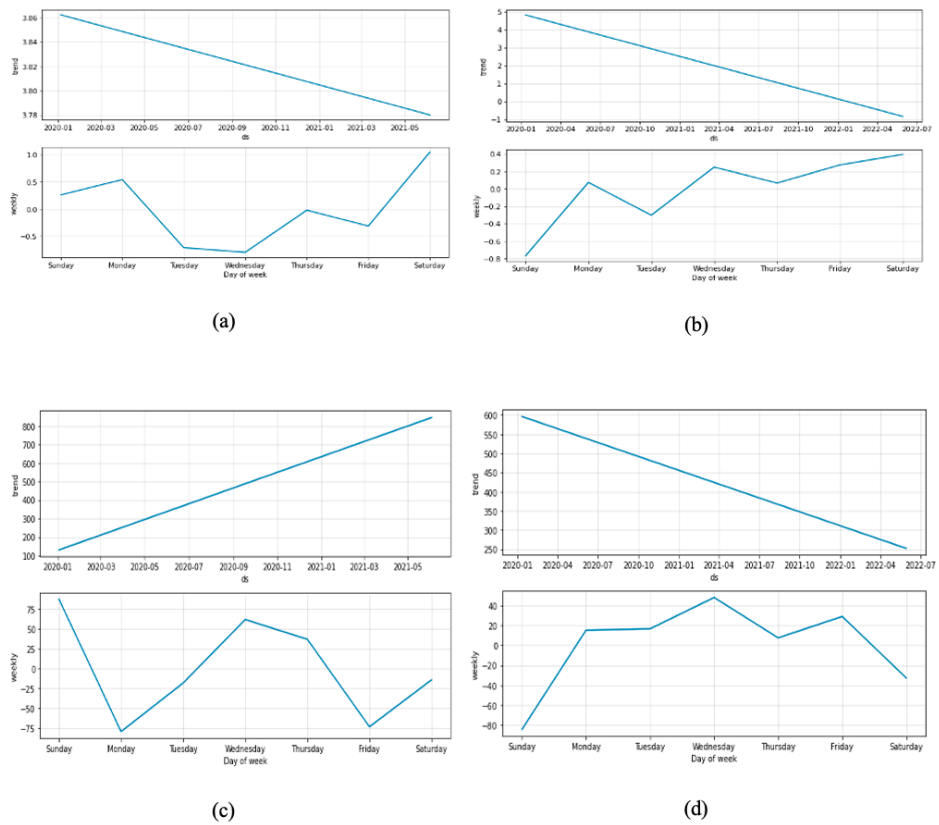 3.86
3.84
3.82
3.80
3.78
trend
2020-01 2020-03 2020-05 2020-07 2020-09 2020-11 2021-01 2021-03 2021-05
ds
1.0
0.5
0.0
−0.5
weekly
Sunday Monday Tuesday Wednesday Thursday Friday Saturday
Day of week
(a)
5
4
3
2
1
0
−1
trend
2020-01 2020-04 2020-07 2020-10 2021-01 2021-04 2021-07 2021-10 2022-01 2022-04 2022-07
ds
0.4
0.2
0.0
−0.2
−0.4
−0.6
−0.8
weekly
Sunday Monday Tuesday Wednesday Thursday Friday Saturday
Day of week
(b)
800
700
600
500
400
300
200
100
trend
2020-01 2020-03 2020-05 2020-07 2020-09 2020-11 2021-01 2021-03 2021-05
ds
75
50
25
0
−25
−50
−75
weekly
Sunday Monday Tuesday Wednesday Thursday Friday Saturday
Day of week
(c)
600
550
500
450
400
350
300
250
trend
2020-01 2020-04 2020-07 2020-10 2021-01 2021-04 2021-07 2021-10 2022-01 2022-04 2022-07
ds
40
20
0
−20
−40
−60
−80
weekly
Sunday Monday Tuesday Wednesday Thursday Friday Saturday
Day of week
(d)